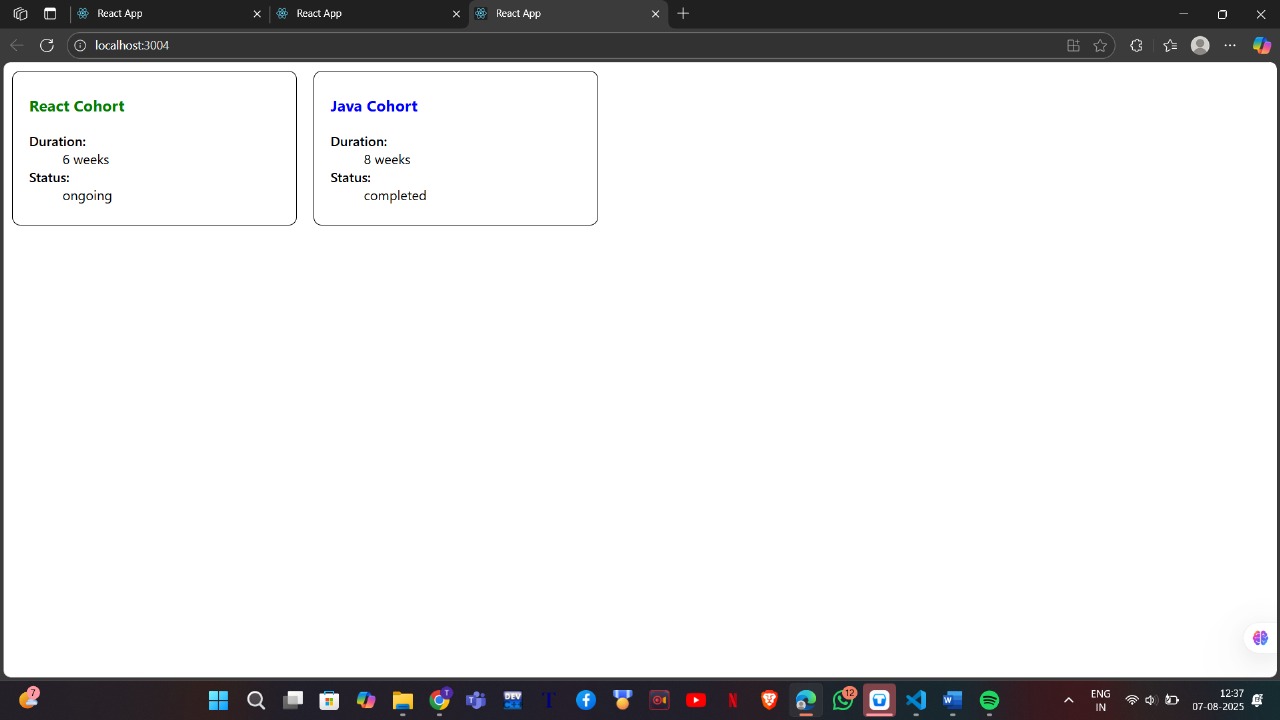 React App
React App
React App
localhost:3004
React Cohort
Duration:
6 weeks
Status:
ongoing
Java Cohort
Duration:
8 weeks
Status:
completed
7
DEV
T
T
N
12
W
ENG
IN
12:37
07-08-2025